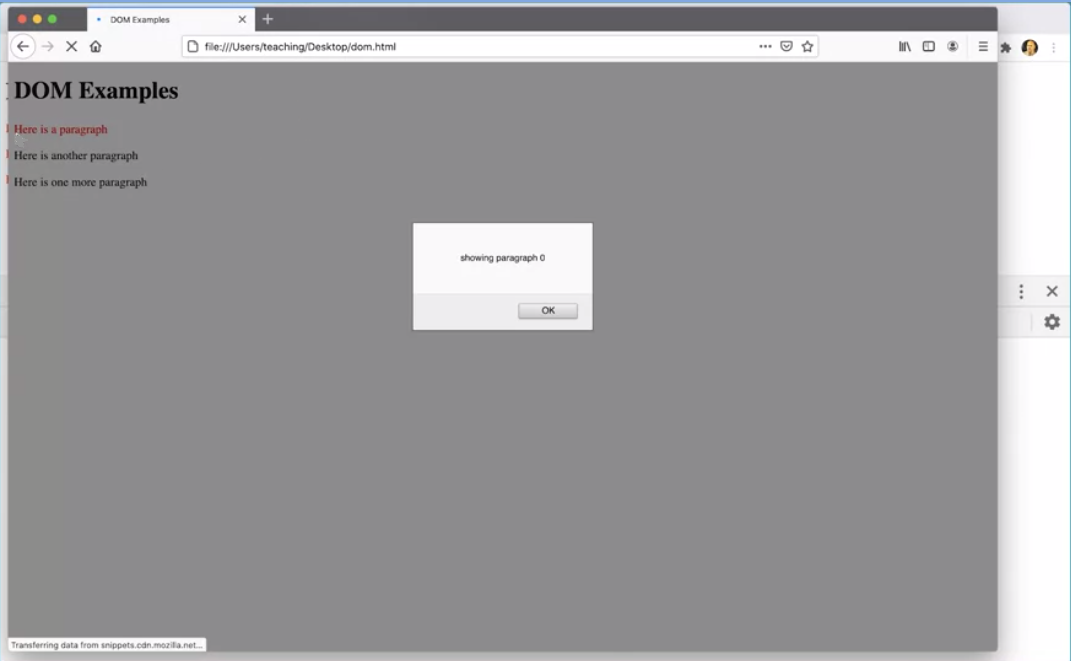 DOM Examples
file:///Users/teaching/Desktop/dom.html
DOM Examples
Here is a paragraph
Here is another paragraph
Here is one more paragraph
showing paragraph 0
OK
Transferring data from snippets.cdn.mozilla.net...